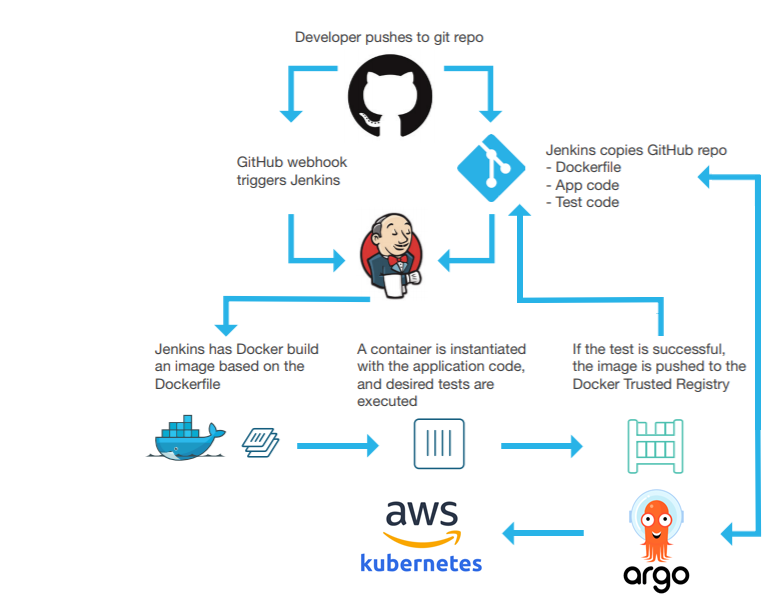 Developer pushes to git repo
GitHub webhook
triggers Jenkins
Jenkins copies GitHub repo
- Dockerfile
- App code
- Test code
Jenkins has Docker build
an image based on the
Dockerfile
A container is instantiated
with the application code,
and desired tests are
executed
If the test is successful,
the image is pushed to the
Docker Trusted Registry
aws
kubernetes
argo